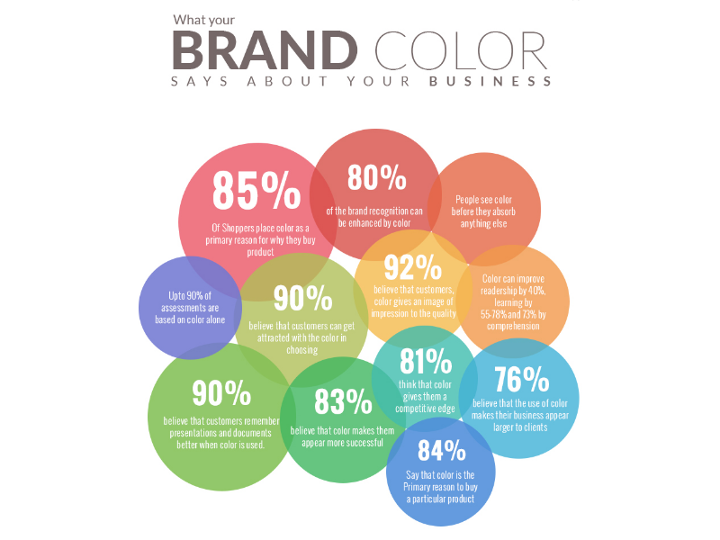 What your
BRAND COLOR
SAYS ABOUT YOUR BUSINESS
85%
Of Shoppers place color as a
primary reason for why they buy
product
80%
of the brand recognition can
be enhanced by color
People see color
before they absorb
anything else
Upto 90% of
assessments are
based on color alone
90%
believe that customers can get
attracted with the color in
choosing
92%
believe that customers,
color gives an image of
impression to the quality
Color can improve
readership by 40%,
learning by
55-78% and 73% by
comprehension
90%
believe that customers remember
presentations and documents
better when color is used.
83%
believe that color makes them
appear more successful
81%
think that color
gives them a
competitive edge
76%
believe that the use of color
makes their business appear
larger to clients
84%
Say that color is the
Primary reason to buy
a particular product